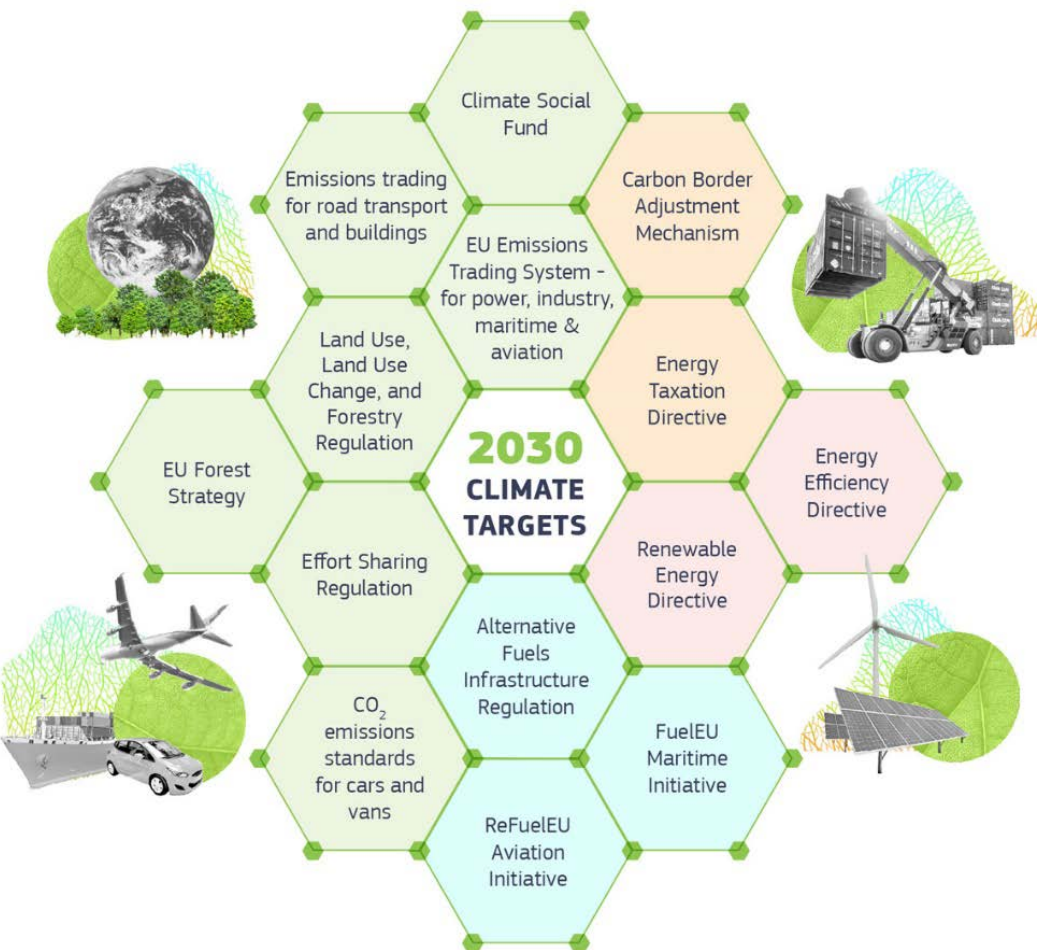 Climate Social
Fund
Emissions trading
for road transport
and buildings
Carbon Border
Adjustment
Mechanism
EU Emissions
Trading System -
for power, industry,
maritime &
aviation
Land Use,
Land Use
Change, and
Forestry
Regulation
Energy
Taxation
Directive
EU Forest
Strategy
2030
CLIMATE
TARGETS
Energy
Efficiency
Directive
Effort Sharing
Regulation
Renewable
Energy
Directive
Alternative
Fuels
Infrastructure
Regulation
CO₂
emissions
standards
for cars and
vans
FuelEU
Maritime
Initiative
ReFuelEU
Aviation
Initiative